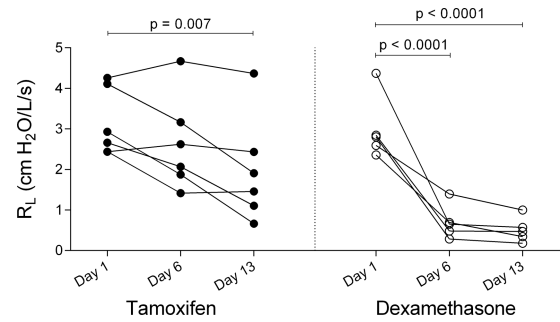 p < 0.0001
p = 0.007
p < 0.0001
5
4
3
2
1
0
R_L (cm H₂O/L/s)
Day 1 Day 6 Day 13 Day 1 Day 6 Day 13
Tamoxifen Dexamethasone